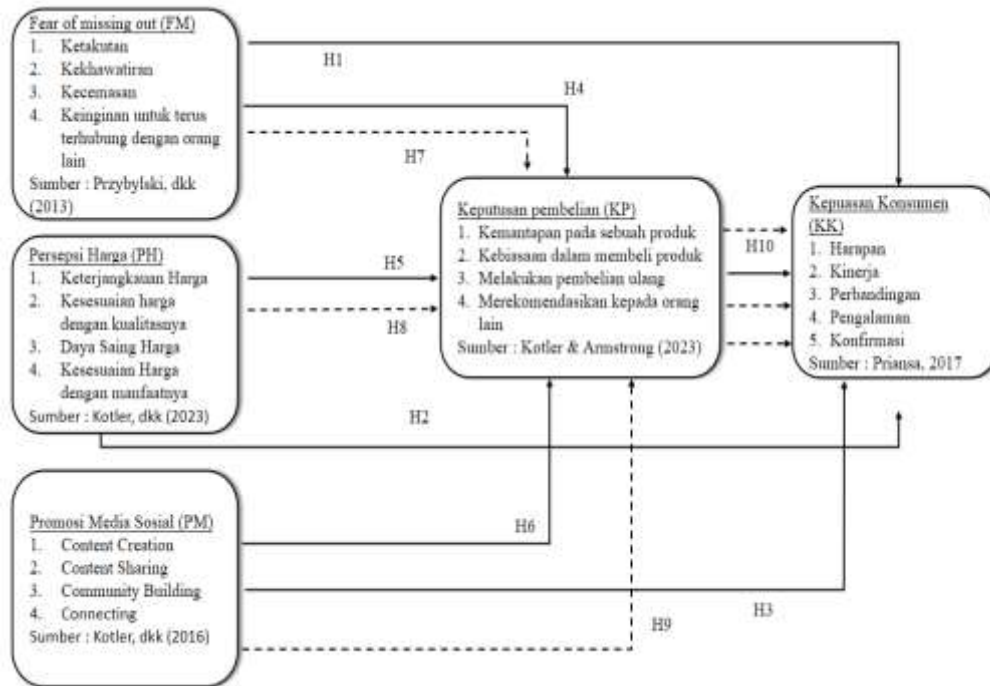 Fear of missing out (FM)
1. Ketakutan
2. Kekhawatiran
3. Kecemasan
4. Keinginan untuk terus
terhubung dengan orang
lain
Sumber : Przybylski, dkk
(2013)
H1
H4
H7
Persepsi Harga (PH)
1. Keterjangkauan Harga
2. Kesesuaian harga
dengan kualitasnya
3. Daya Saing Harga
4. Kesesuaian Harga
dengan manfaatnya
Sumber : Kotler, dkk (2023)
H5
H8
H2
Keputusan pembelian (KP)
1. Kemantapan pada sebuah produk
2. Kebiasaan dalam membeli produk
3. Melakukan pembelian ulang
4. Merekomendasikan kepada orang
lain
Sumber : Kotler & Armstrong (2023)
H10
Kepuasan Konsumen
(KK)
1. Harapan
2. Kinerja
3. Perbandingan
4. Pengalaman
5. Konfirmasi
Sumber : Priansa, 2017
Promosi Media Sosial (PM)
1. Content Creation
2. Content Sharing
3. Community Building
4. Connecting
Sumber : Kotler, dkk (2016)
H6
H3
H9